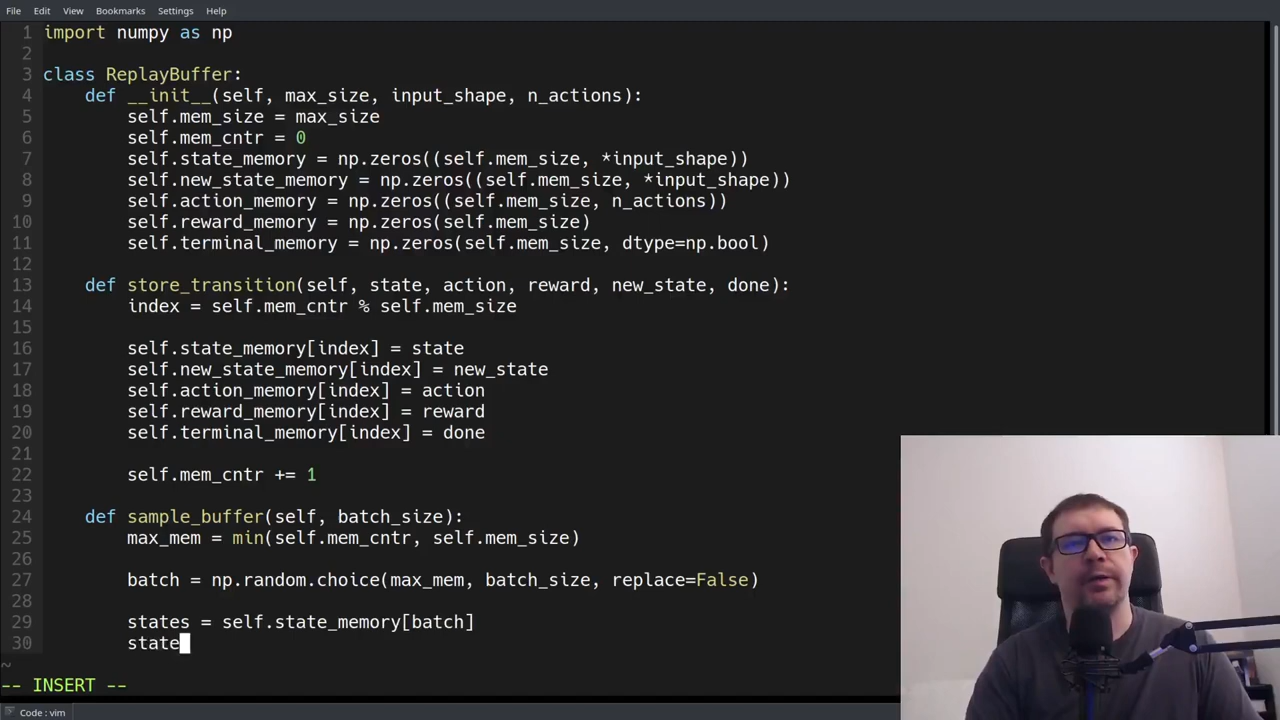 File Edit View Bookmarks Settings Help
1 import numpy as np
2
3 class ReplayBuffer:
4     def __init__(self, max_size, input_shape, n_actions):
5         self.mem_size = max_size
6         self.mem_cntr = 0
7         self.state_memory = np.zeros((self.mem_size, *input_shape))
8         self.new_state_memory = np.zeros((self.mem_size, *input_shape))
9         self.action_memory = np.zeros((self.mem_size, n_actions))
10         self.reward_memory = np.zeros(self.mem_size)
11         self.terminal_memory = np.zeros(self.mem_size, dtype=np.bool)
12
13     def store_transition(self, state, action, reward, new_state, done):
14         index = self.mem_cntr % self.mem_size
15
16         self.state_memory[index] = state
17         self.new_state_memory[index] = new_state
18         self.action_memory[index] = action
19         self.reward_memory[index] = reward
20         self.terminal_memory[index] = done
21
22         self.mem_cntr += 1
23
24     def sample_buffer(self, batch_size):
25         max_mem = min(self.mem_cntr, self.mem_size)
26
27         batch = np.random.choice(max_mem, batch_size, replace=False)
28
29         states = self.state_memory[batch]
30         state
~
-- INSERT --
Code : vim